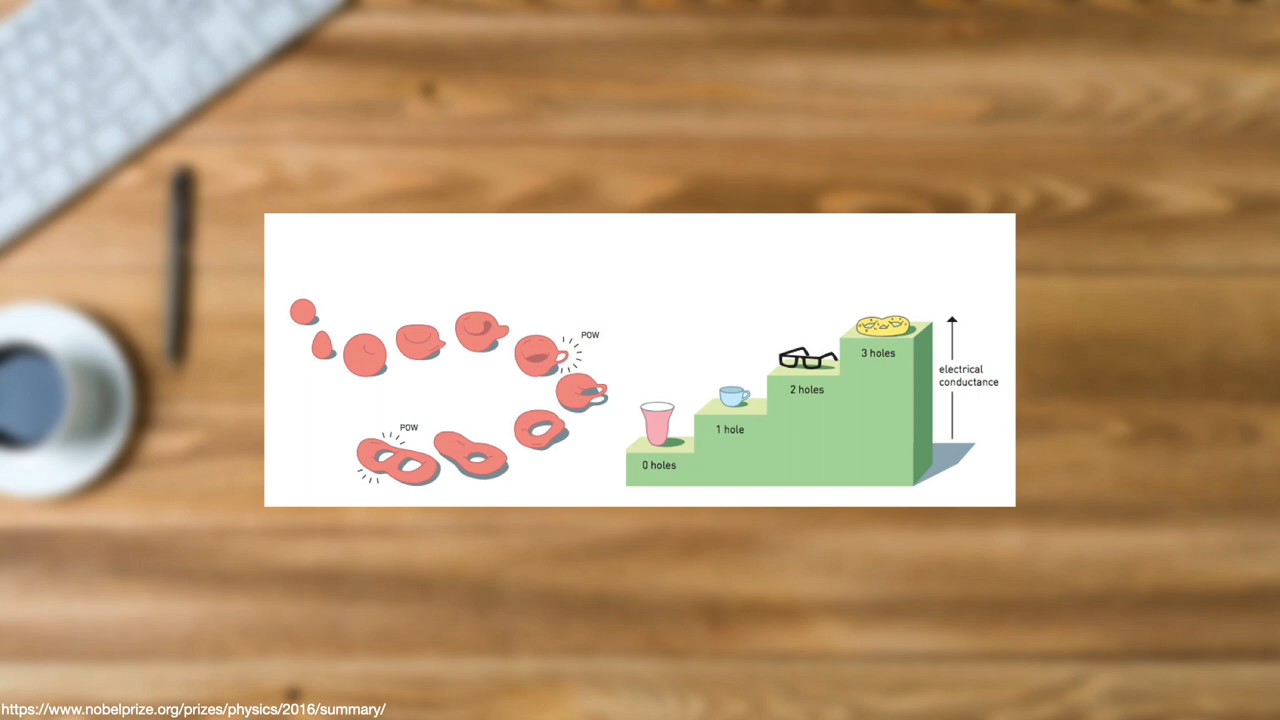 POW
POW
0 holes
1 hole
2 holes
3 holes
electrical
conductance
https://www.nobelprize.org/prizes/physics/2016/summary/